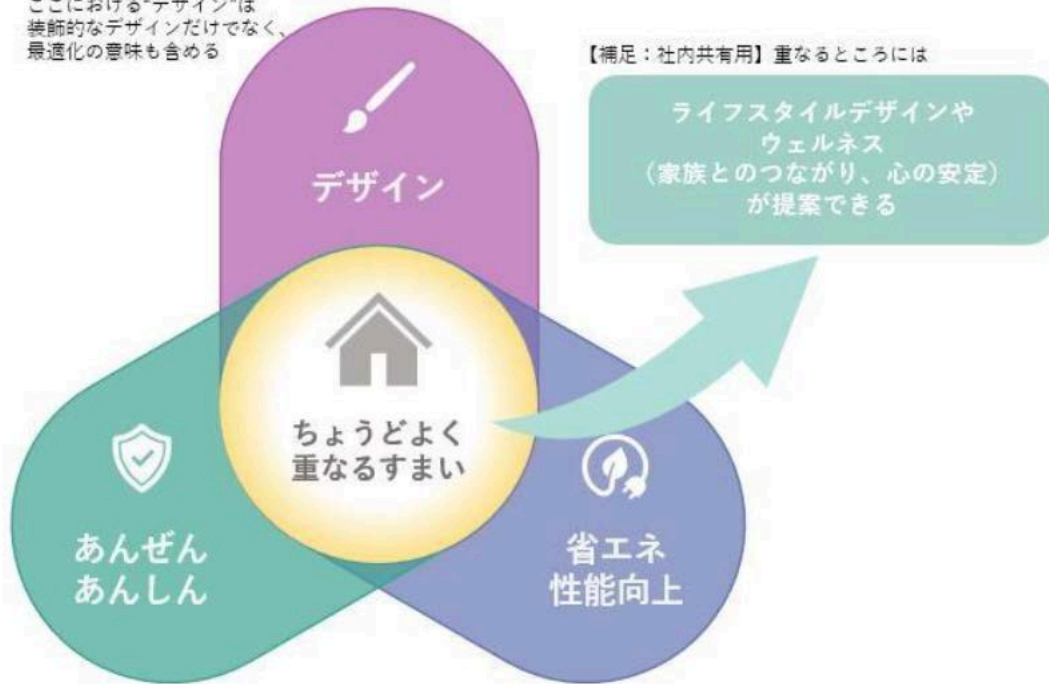 ここにおける“デザイン”は
装飾的なデザインだけでなく、
最適化の意味も含める
【補足：社内共有用】重なるところには
ライフスタイルデザインや
ウェルネス
（家族とのつながり、心の安定）
が提案できる
デザイン
ちょうどよく
重なるすまい
あんぜん
あんしん
省エネ
性能向上